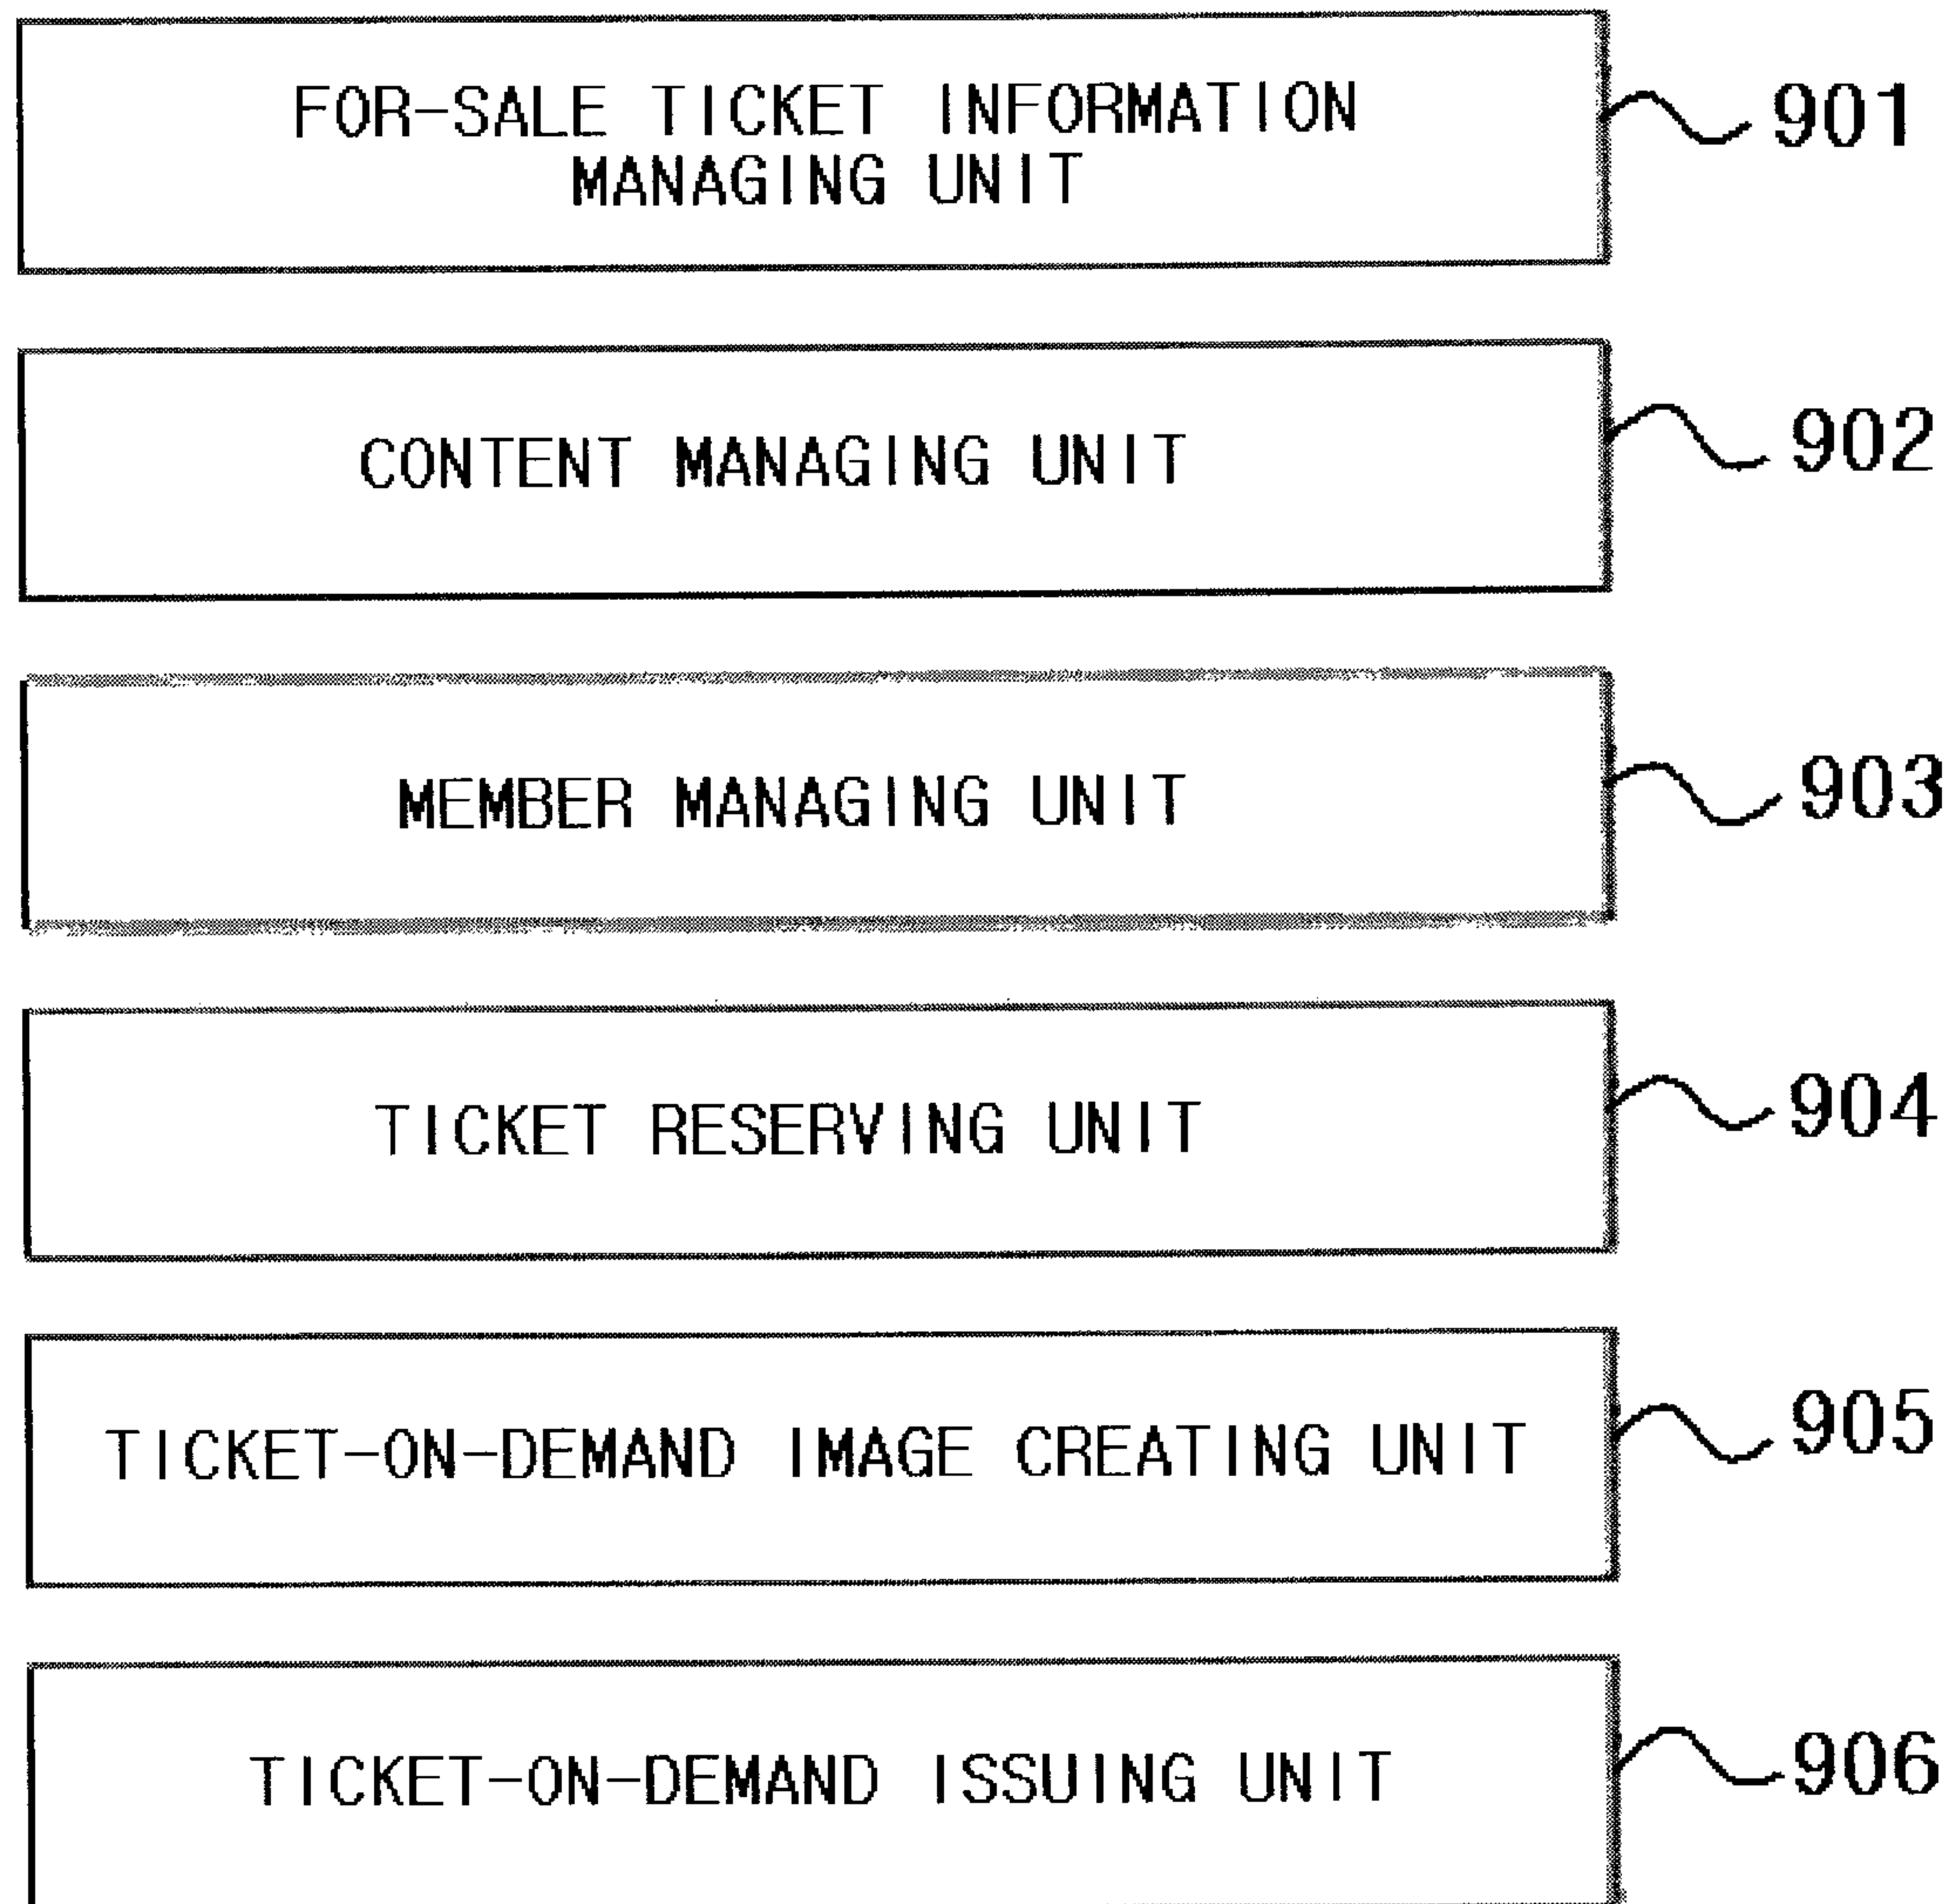 FOR-SALE TICKET INFORMATION
MANAGING UNIT
901
CONTENT MANAGING UNIT
902
MEMBER MANAGING UNIT
903
TICKET RESERVING UNIT
904
TICKET-ON-DEMAND IMAGE CREATING UNIT
905
TICKET-ON-DEMAND ISSUING UNIT
906